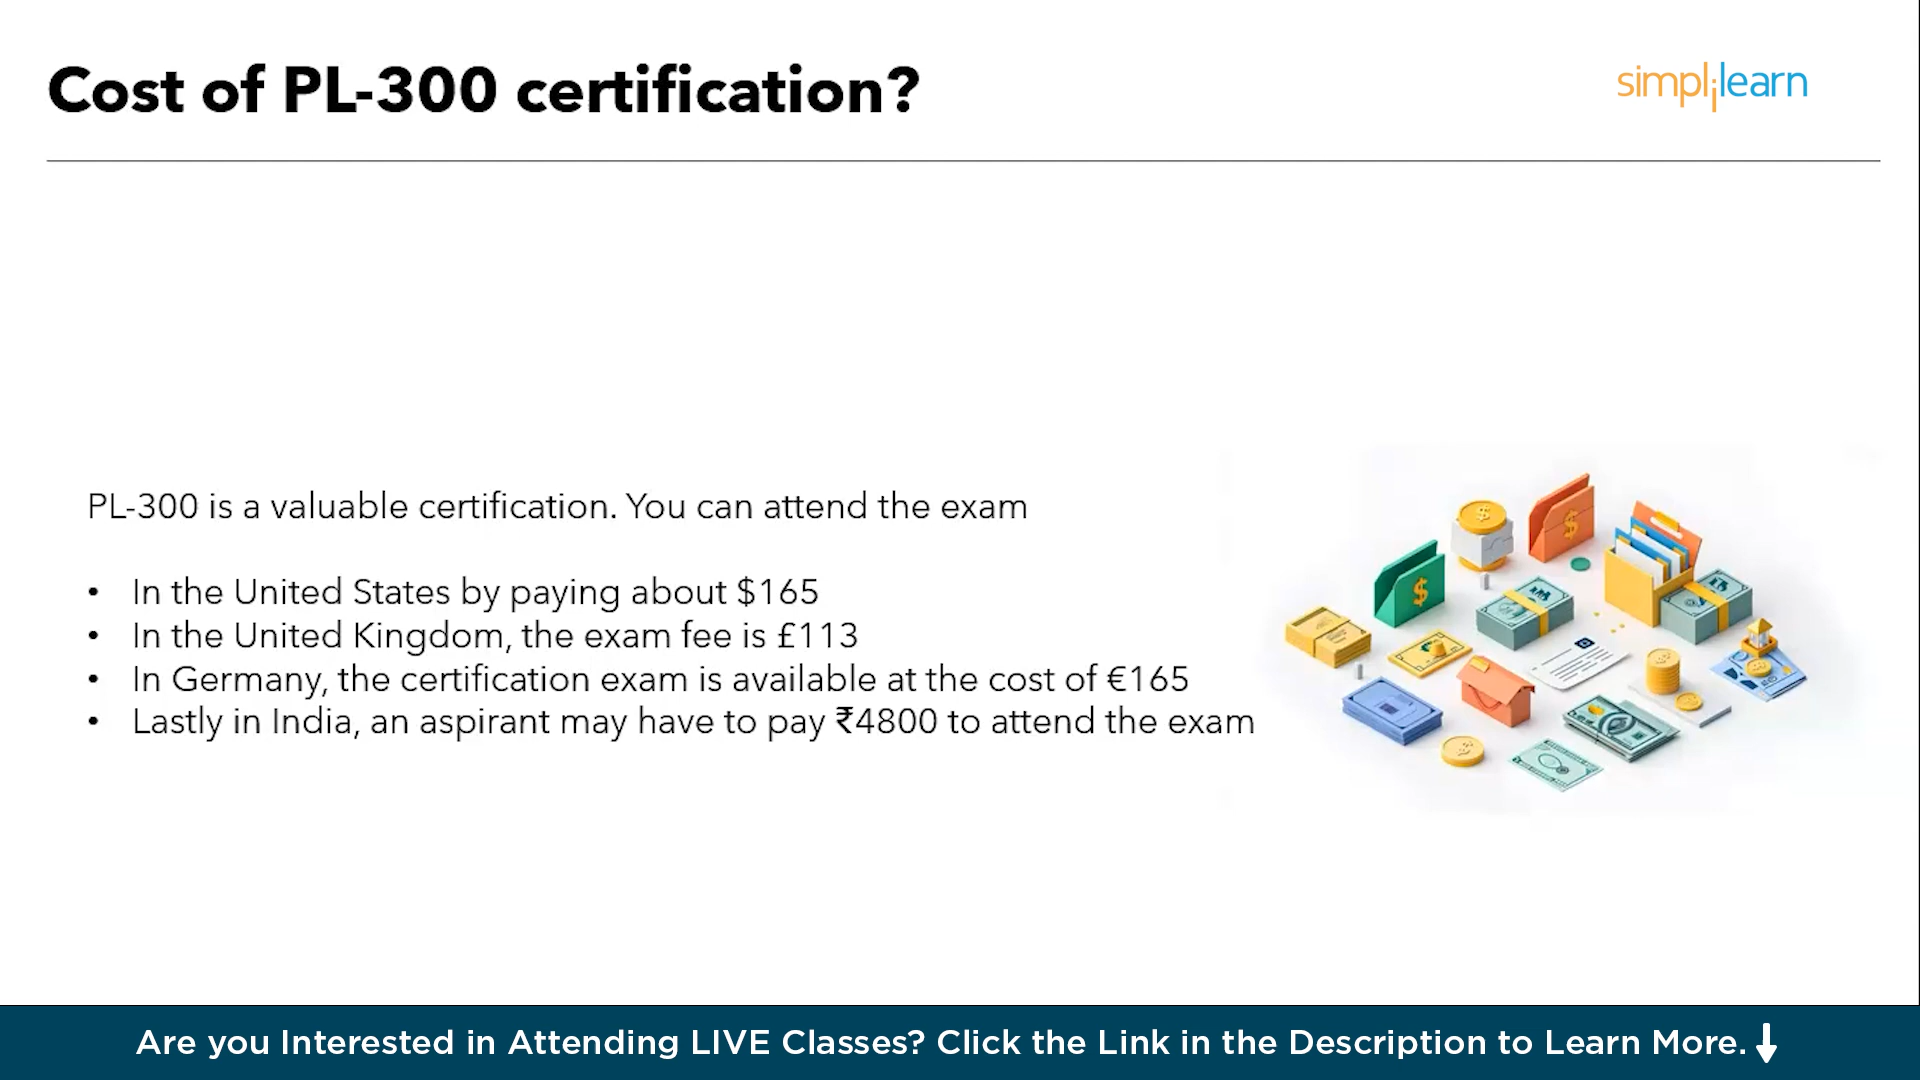 Cost of PL-300 certification?
simplilearn
PL-300 is a valuable certification. You can attend the exam
• In the United States by paying about $165
• In the United Kingdom, the exam fee is £113
• In Germany, the certification exam is available at the cost of €165
• Lastly in India, an aspirant may have to pay ₹4800 to attend the exam
Are you Interested in Attending LIVE Classes? Click the Link in the Description to Learn More.